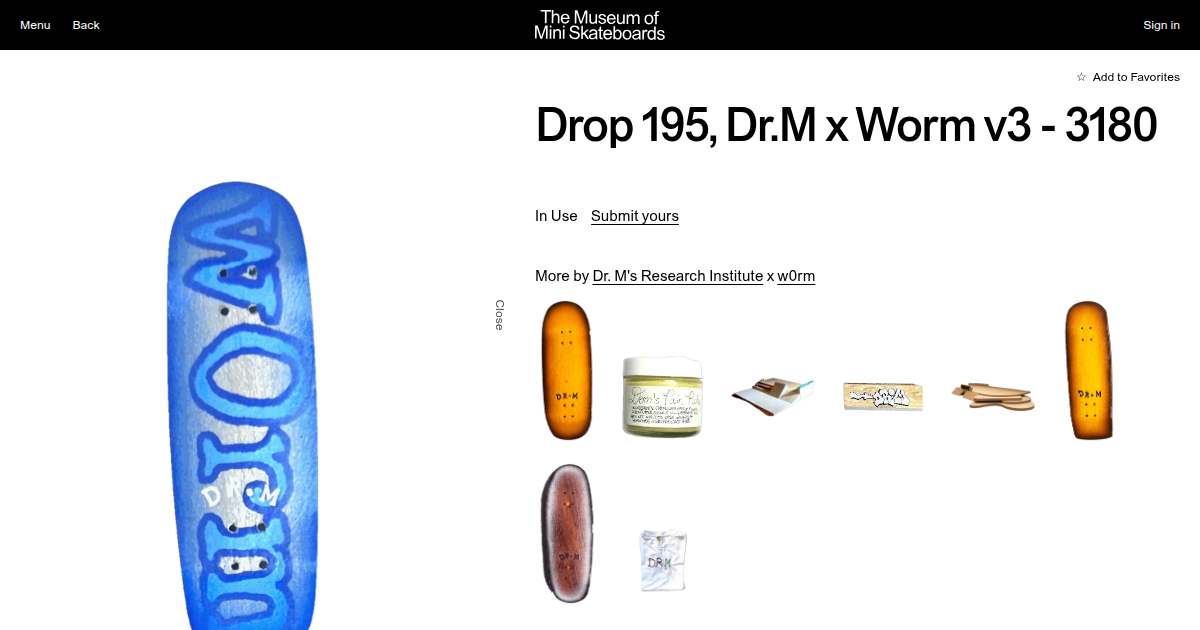 Menu
Back
The Museum of
Mini Skateboards
Sign in
☆ Add to Favorites
Drop 195, Dr.M x Worm v3 - 3180
In Use Submit yours
More by Dr. M's Research Institute x w0rm
Close
WOrm
DR•M
DR•M
DR•M
DR•M
DRM